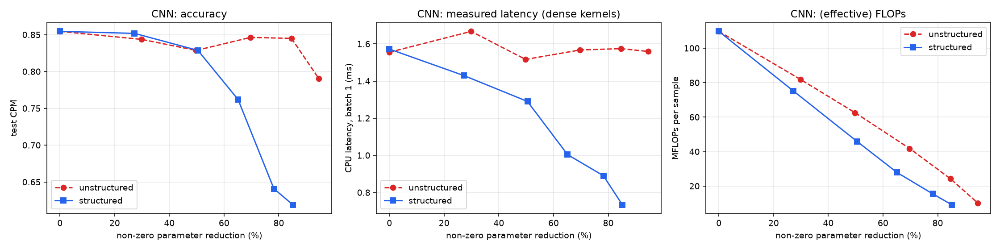 CNN: accuracy
test CPM
0.85
0.80
0.75
0.70
0.65
unstructured
structured
0 20 40 60 80
non-zero parameter reduction (%)
CNN: measured latency (dense kernels)
CPU latency, batch 1 (ms)
1.6
1.4
1.2
1.0
0.8
unstructured
structured
0 20 40 60 80
non-zero parameter reduction (%)
CNN: (effective) FLOPs
MFLOPs per sample
100
80
60
40
20
unstructured
structured
0 20 40 60 80
non-zero parameter reduction (%)